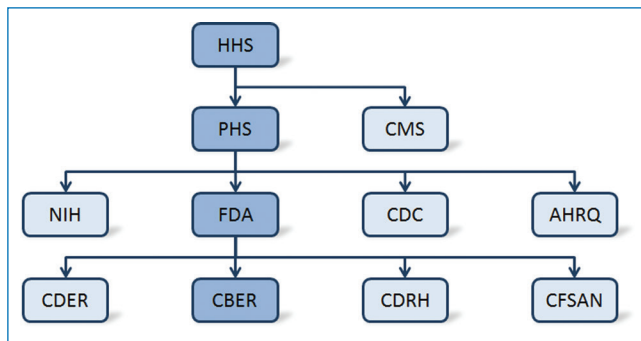 HHS
PHS
CMS
NIH
FDA
CDC
AHRQ
CDER
CBER
CDRH
CFSAN